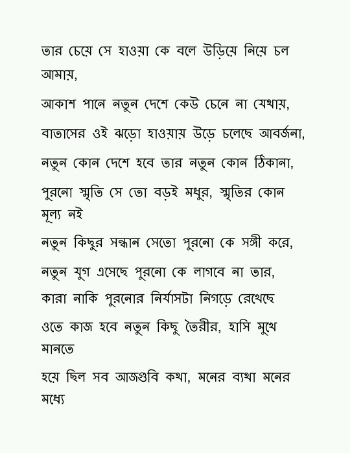 তার চেয়ে সে হাওয়া কে বলে উড়িয়ে নিয়ে চল
আমায়,
আকাশ পানে নতুন দেশে কেউ চেনে না যেথায়,
বাতাসের ওই ঝড়ো হাওয়ায় উড়ে চলেছে আবর্জনা,
নতুন কোন দেশে হবে তার নতুন কোন ঠিকানা,
পুরনো স্মৃতি সে তো বড়ই মধুর, স্মৃতির কোন
মূল্য নই
নতুন কিছুর সন্ধান সেতো পুরনো কে সঙ্গী করে,
নতুন যুগ এসেছে পুরনো কে লাগবে না তার,
কারা নাকি পুরনোর নির্যাসটা নিগড়ে রেখেছে
ওতে কাজ হবে নতুন কিছু তৈরীর, হাসি মুখে
মানতে
হয়ে ছিল সব আজগুবি কথা, মনের ব্যথা মনের
মধ্যে